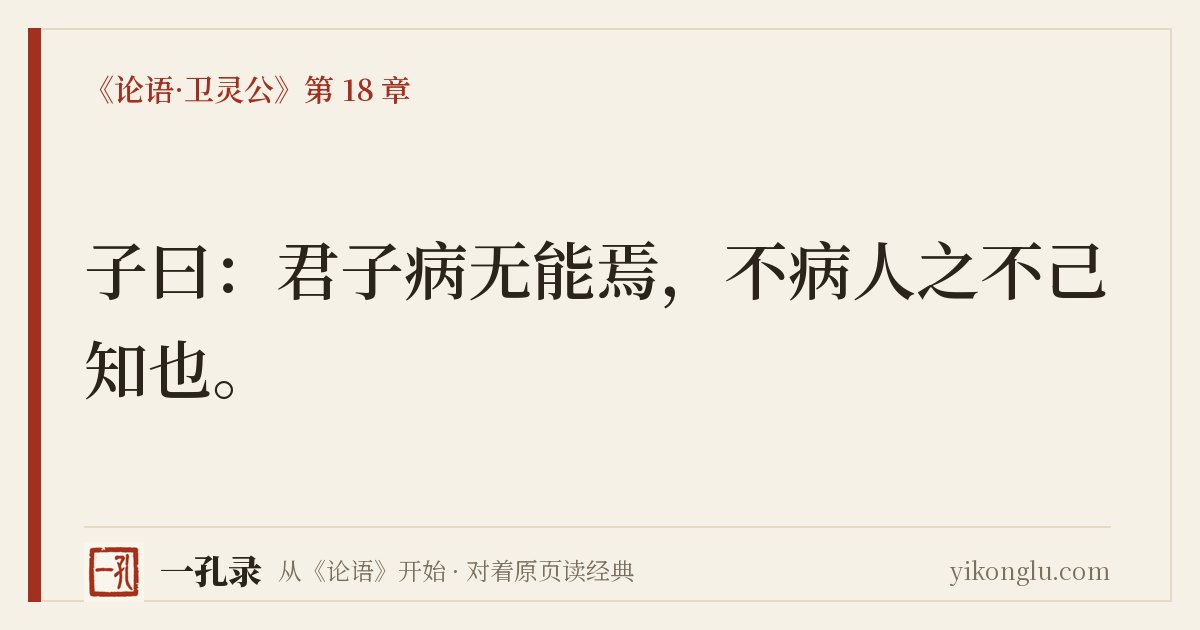 《论语·卫灵公》第 18 章
子曰：君子病无能焉，不病人之不己
知也。
一孔
一孔录 从《论语》开始 · 对着原页读经典 yikonglu.com